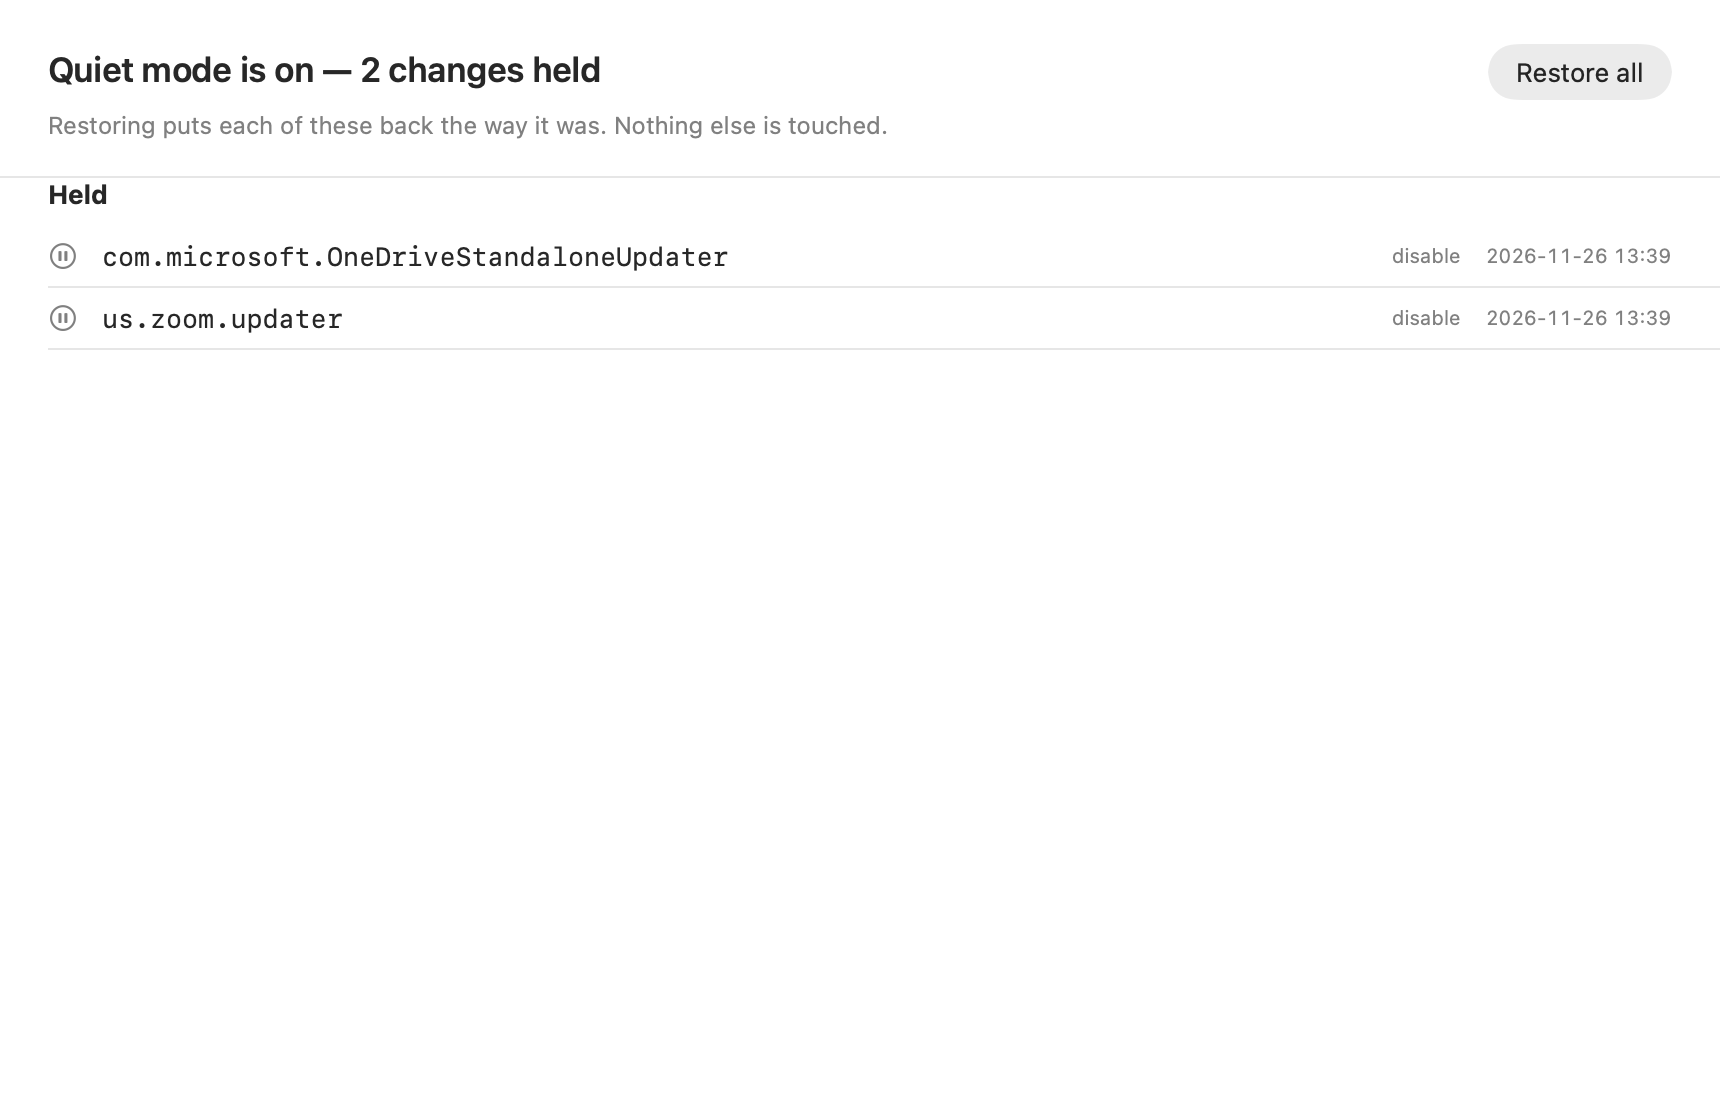 Quiet mode is on — 2 changes held
Restore all
Restoring puts each of these back the way it was. Nothing else is touched.
Held
com.microsoft.OneDriveStandaloneUpdater disable 2026-11-26 13:39
us.zoom.updater disable 2026-11-26 13:39